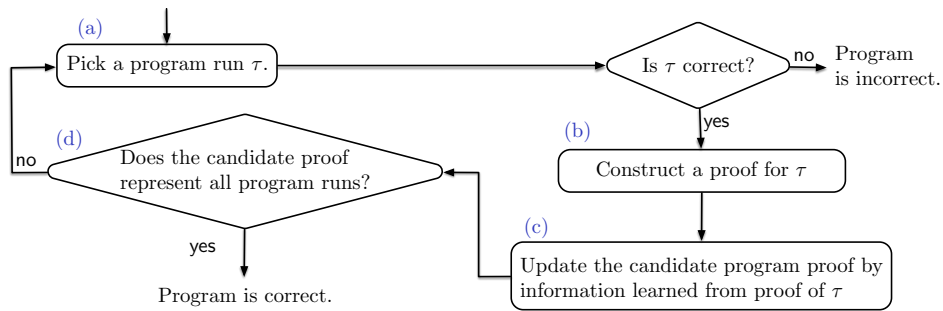 (a)
Pick a program run τ.
Is τ correct?
no
Program
is incorrect.
yes
(b)
Construct a proof for τ
(c)
Update the candidate program proof by
information learned from proof of τ
(d)
Does the candidate proof
represent all program runs?
no
yes
Program is correct.